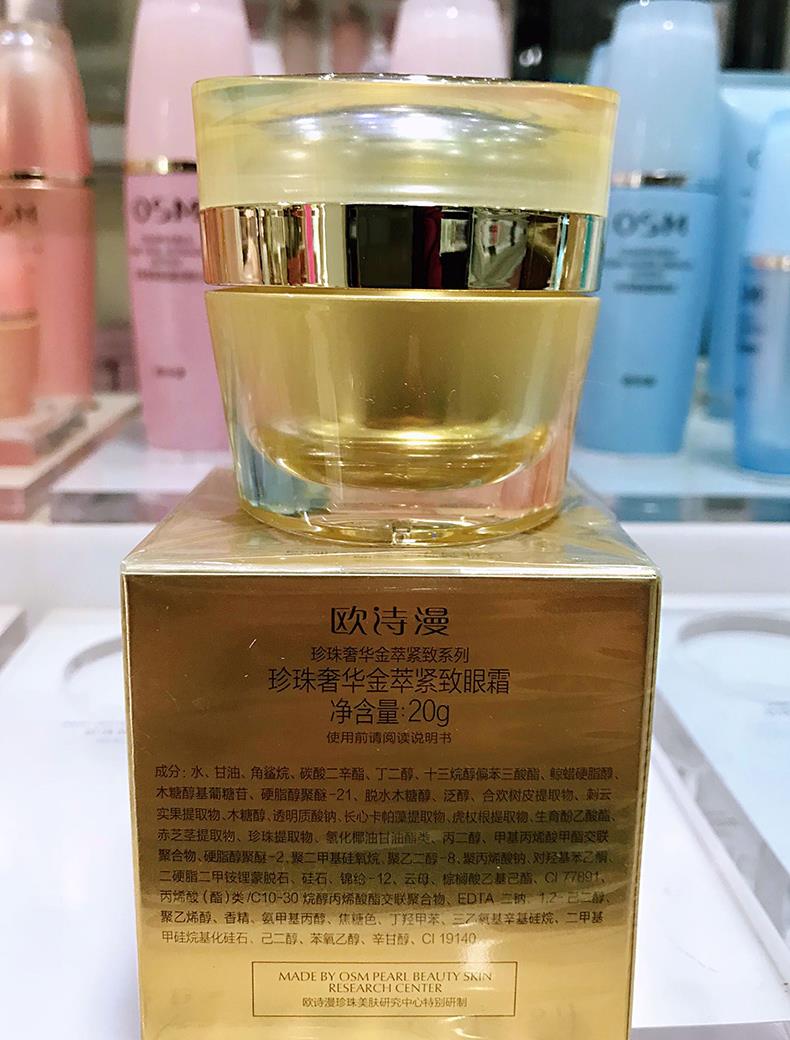 OSM
OSM
OSM
欧诗漫
珍珠奢华金萃紧致系列
珍珠奢华金萃紧致眼霜
净含量:20g
使用前请阅读说明书
成分：水、甘油、角鲨烷、碳酸二辛酯、丁二醇、十三烷醇偏苯三酸酯、鲸蜡硬脂醇、
木糖醇基葡糖苷、硬脂醇聚醚-21、脱水木糖醇、泛醇、合欢树皮提取物、刺云
实果提取物、木糖醇、透明质酸钠、长心卡帕藻提取物、虎杖根提取物、生育酚乙酸酯、
赤芝茎提取物、珍珠提取物、氢化椰油甘油酯类、丙二醇、甲基丙烯酸甲酯交联
聚合物、硬脂醇聚醚-2、聚二甲基硅氧烷、聚乙二醇-8、聚丙烯酸钠、对羟基苯乙酮、
二硬脂二甲铵锂蒙脱石、硅石、锦纶-12、云母、棕榈酸乙基己酯、CI 77891、
丙烯酸（酯）类/C10-30 烷醇丙烯酸酯交联聚合物、EDTA 二钠、1,2-己二醇、
聚乙烯醇、香精、氨甲基丙醇、焦糖色、丁羟甲苯、三乙氧基辛基硅烷、二甲基
甲硅烷基化硅石、己二醇、苯氧乙醇、辛甘醇、CI 19140
MADE BY OSM PEARL BEAUTY SKIN
RESEARCH CENTER
欧诗漫珍珠美肤研究中心特别研制